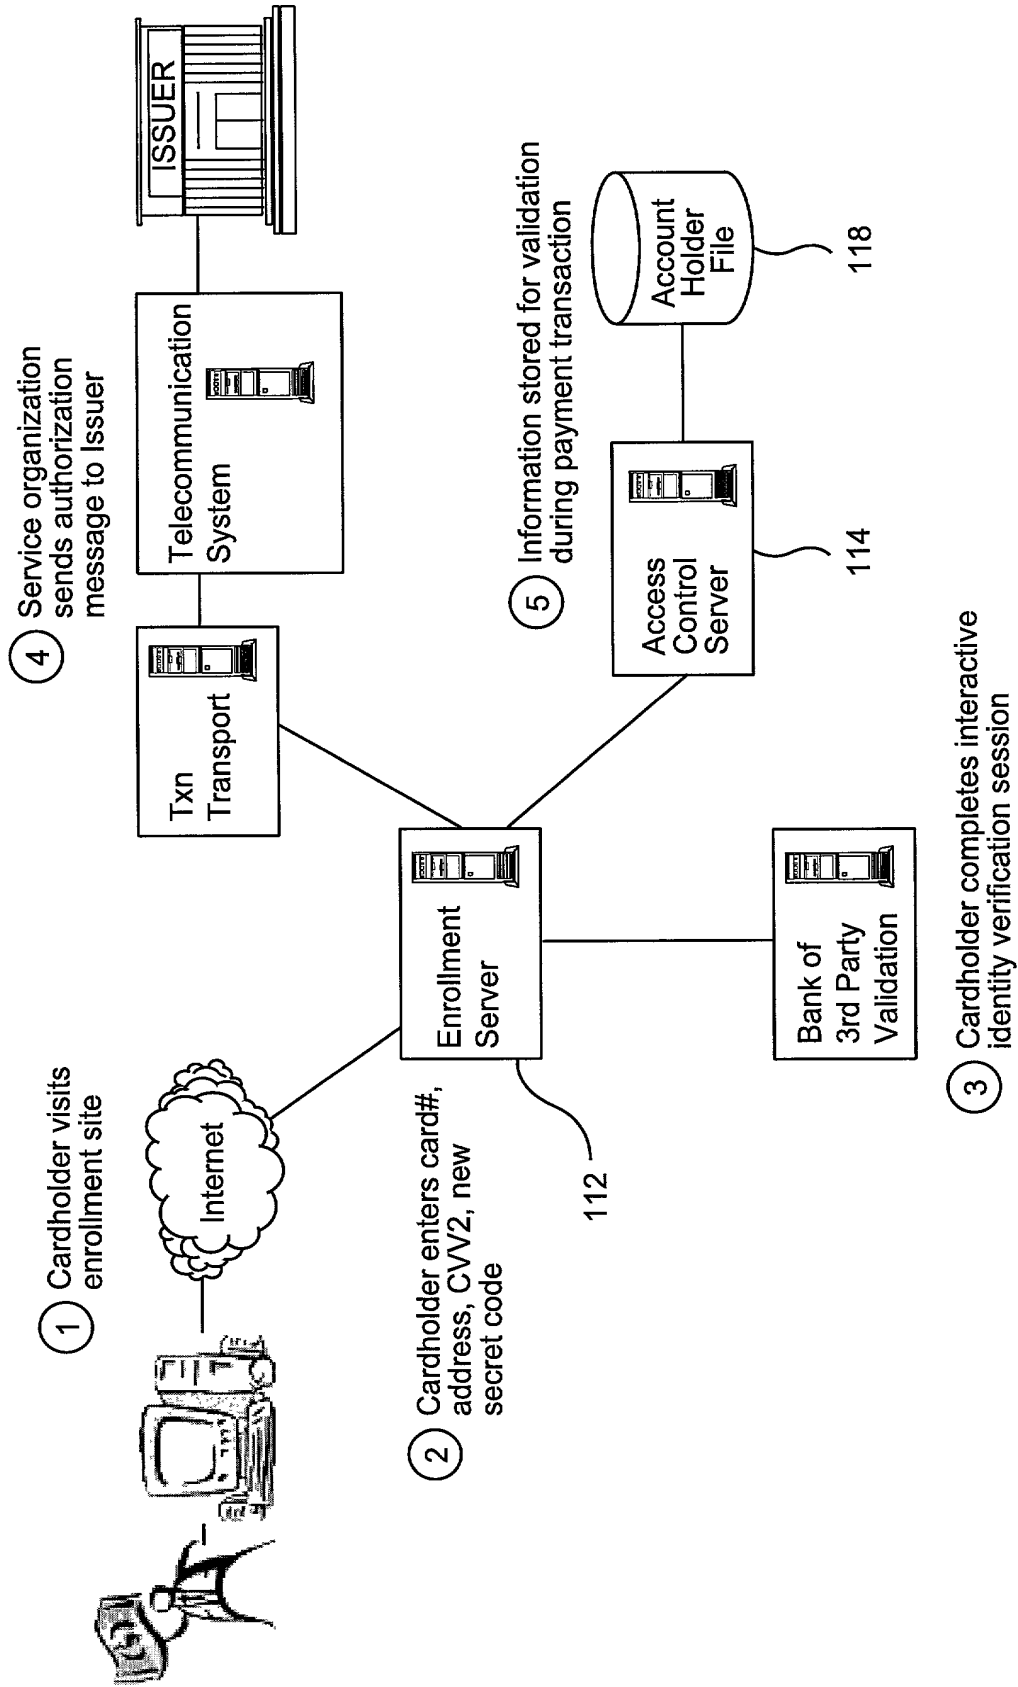 1
Cardholder visits
enrollment site
Internet
2
Cardholder enters card#,
address, CVV2, new
secret code
112
Enrollment
Server
3
Cardholder completes interactive
identity verification session
Bank of
3rd Party
Validation
4
Service organization
sends authorization
message to Issuer
Txn
Transport
Telecommunication
System
ISSUER
5
Information stored for validation
during payment transaction
Access
Control
Server
114
Account
Holder
File
118